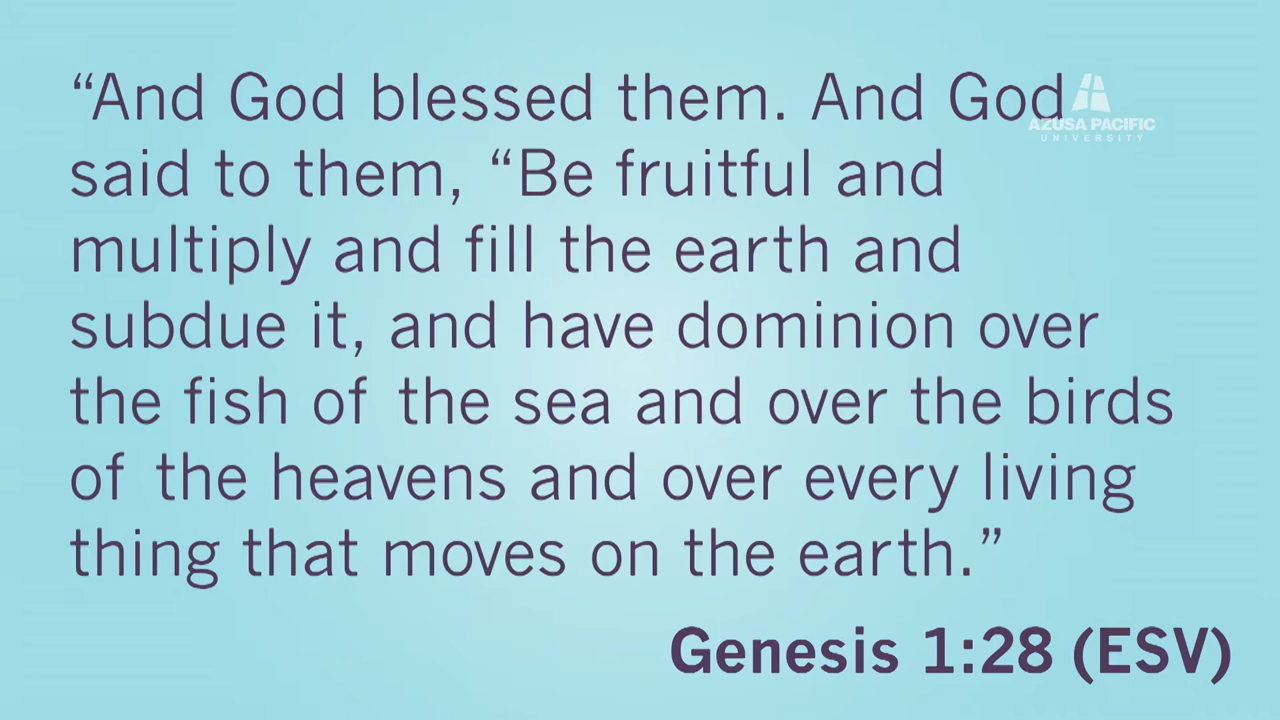 “And God blessed them. And God
AZUSA PACIFIC
UNIVERSITY
said to them, “Be fruitful and
multiply and fill the earth and
subdue it, and have dominion over
the fish of the sea and over the birds
of the heavens and over every living
thing that moves on the earth.”
Genesis 1:28 (ESV)